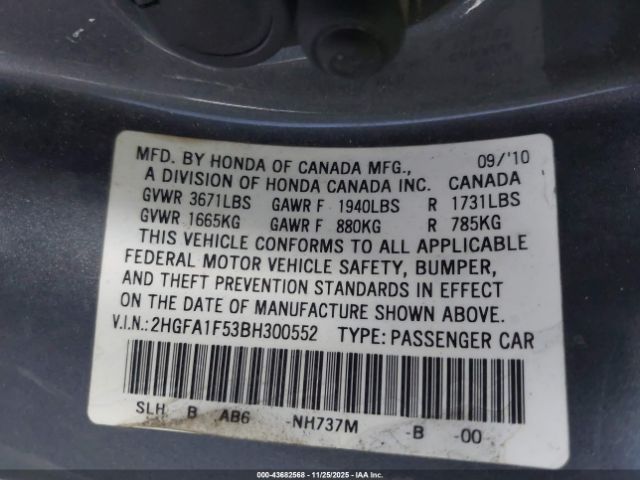 MFD. BY HONDA OF CANADA MFG., 09/'10
A DIVISION OF HONDA CANADA INC. CANADA
GVWR 3671LBS GAWR F 1940LBS R 1731LBS
GVWR 1665KG GAWR F 880KG R 785KG
THIS VEHICLE CONFORMS TO ALL APPLICABLE
FEDERAL MOTOR VEHICLE SAFETY, BUMPER,
AND THEFT PREVENTION STANDARDS IN EFFECT
ON THE DATE OF MANUFACTURE SHOWN ABOVE.
V.I.N.: 2HGFA1F53BH300552 TYPE: PASSENGER CAR
SLH B AB6 -NH737M -B -00
000-43682568 11/25/2025 IAA Inc.